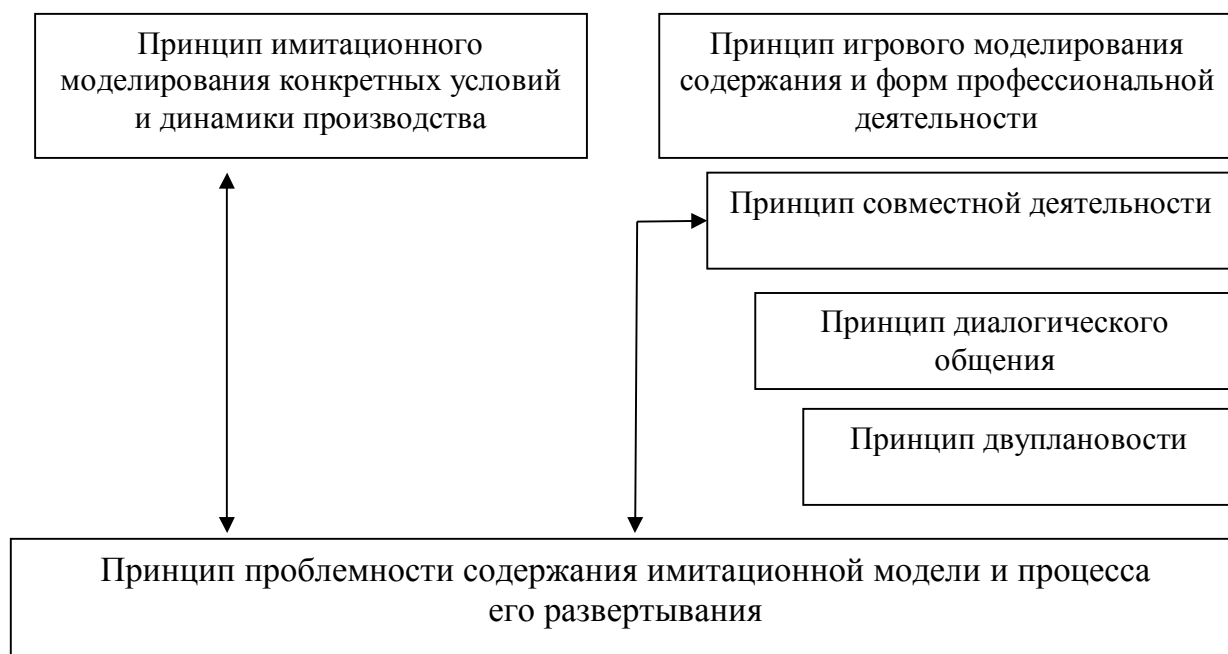 Принцип имитационного
моделирования конкретных условий
и динамики производства
Принцип игрового моделирования
содержания и форм профессиональной
деятельности
Принцип совместной деятельности
Принцип диалогического
общения
Принцип двуплановости
Принцип проблемности содержания имитационной модели и процесса
его развертывания